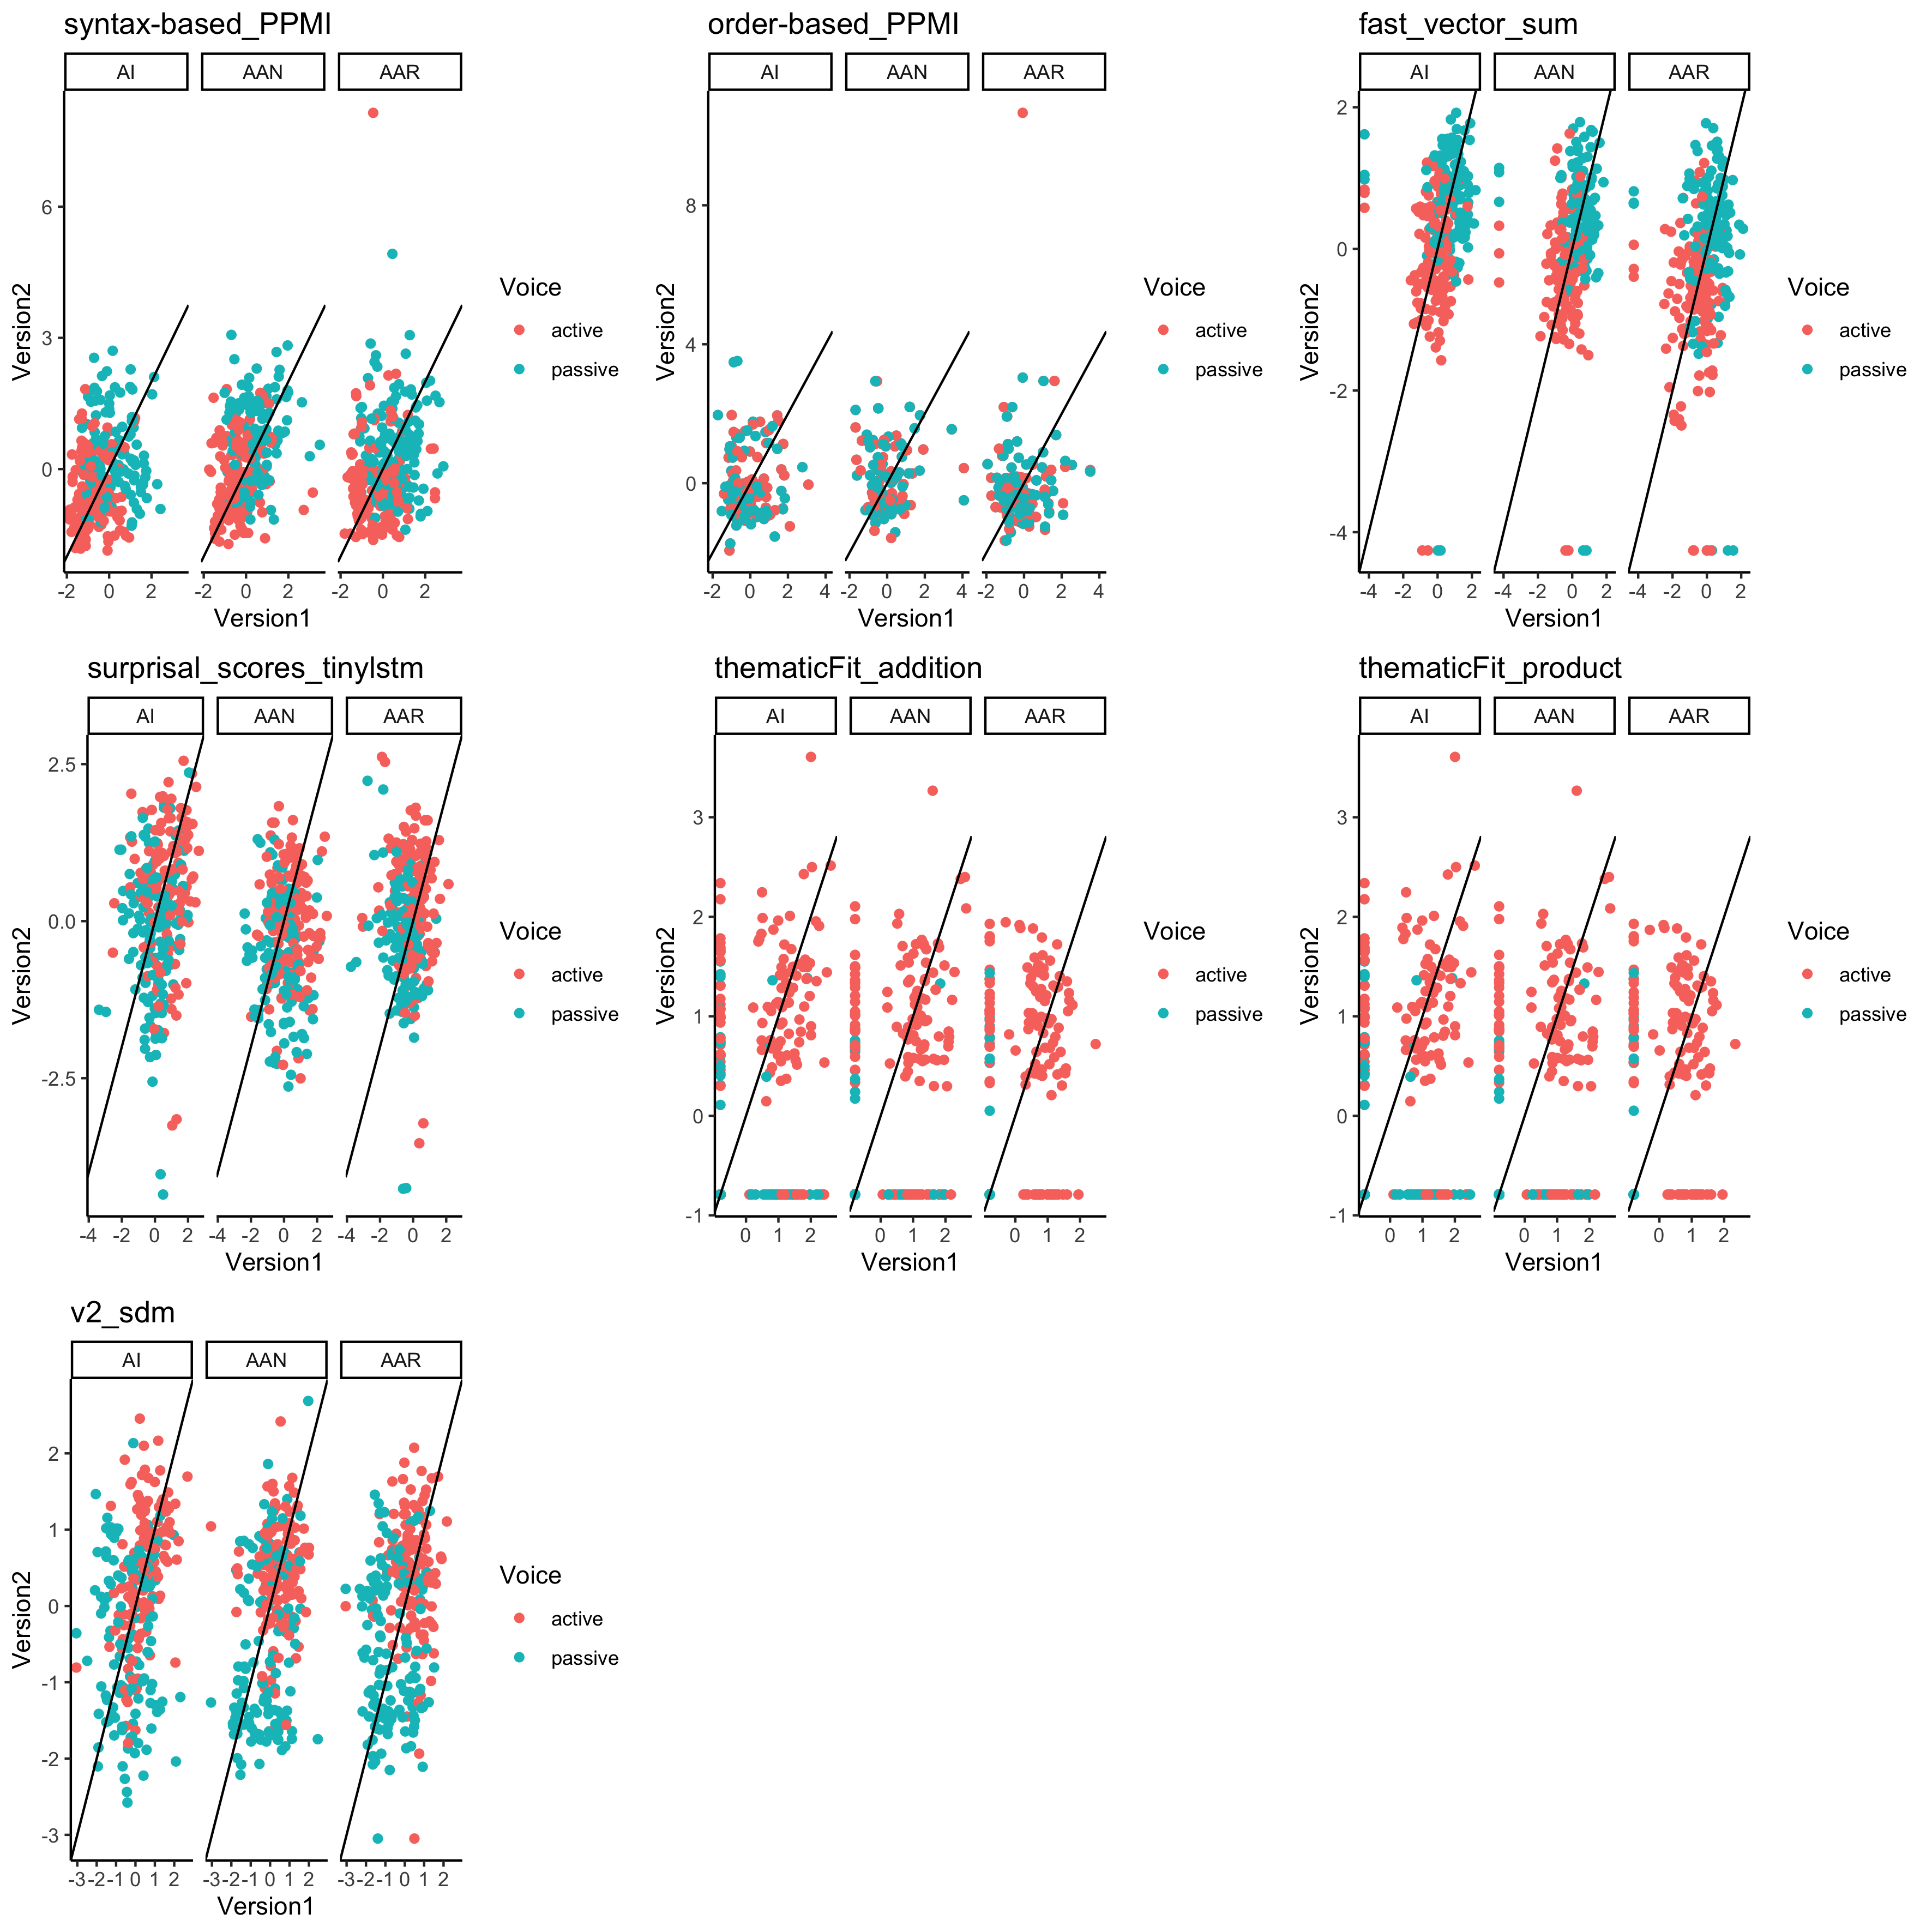 syntax-based_PPMI
AI AAN AAR
6
3
0
Version2
-2 0 2 -2 0 2 -2 0 2
Version1
Voice
active
passive
order-based_PPMI
AI AAN AAR
8
4
0
Version2
-2 0 2 4 -2 0 2 4 -2 0 2 4
Version1
Voice
active
passive
fast_vector_sum
AI AAN AAR
2
0
-2
-4
Version2
-4 -2 0 2 -4 -2 0 2 -4 -2 0 2
Version1
Voice
active
passive
surprisal_scores_tinylstm
AI AAN AAR
2.5
0.0
-2.5
Version2
-4 -2 0 2 -4 -2 0 2 -4 -2 0 2
Version1
Voice
active
passive
thematicFit_addition
AI AAN AAR
3
2
1
0
-1
Version2
0 1 2 0 1 2 0 1 2
Version1
Voice
active
passive
thematicFit_product
AI AAN AAR
3
2
1
0
-1
Version2
0 1 2 0 1 2 0 1 2
Version1
Voice
active
passive
v2_sdm
AI AAN AAR
2
1
0
-1
-2
-3
Version2
-3 -2 -1 0 1 2 -3 -2 -1 0 1 2 -3 -2 -1 0 1 2
Version1
Voice
active
passive